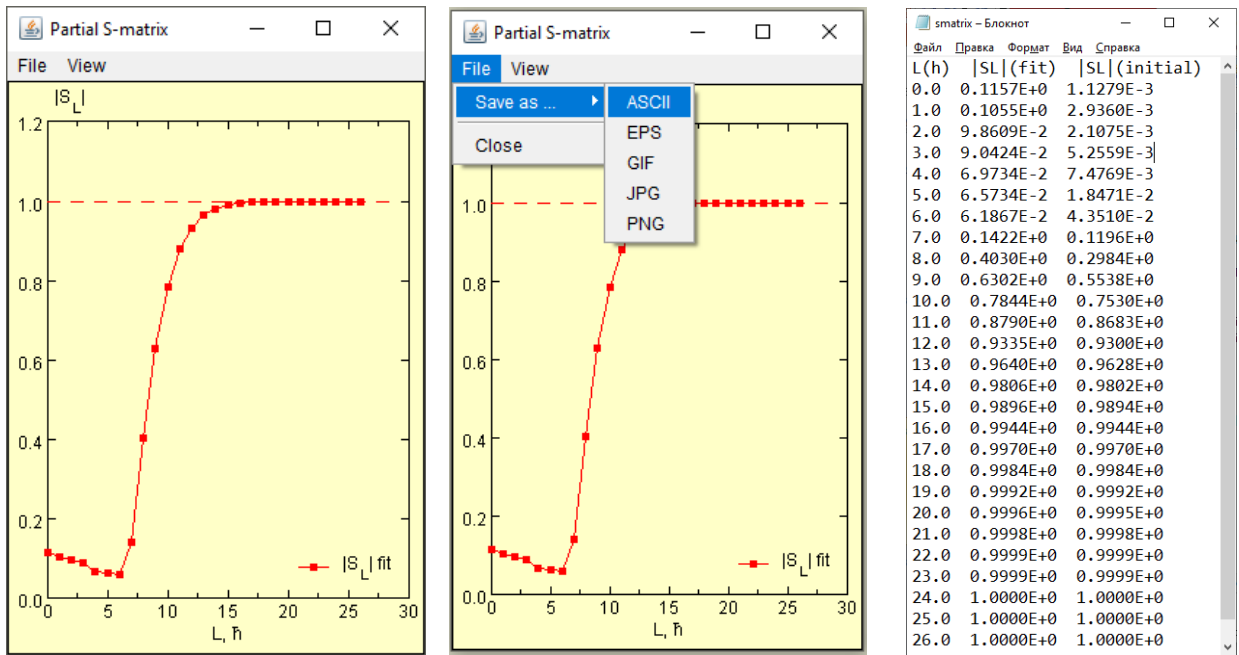 Partial S-matrix
File View
|S_L|
1.2
1.0
0.8
0.6
0.4
0.2
0.0
5 10 15 20 25 30
L, ħ
|S_L| fit
Partial S-matrix
File View
Save as ...
Close
ASCII
EPS
GIF
JPG
PNG
1.0
0.8
0.6
0.4
0.2
0.0
0 5 10 15 20 25 30
L, ħ
|S_L| fit
smatrix – Блокнот
Файл Правка Формат Вид Справка
L(h) |SL|(fit) |SL|(initial)
0.0 0.1157E+0 1.1279E-3
1.0 0.1055E+0 2.9360E-3
2.0 9.8609E-2 2.1075E-3
3.0 9.0424E-2 5.2559E-3
4.0 6.9734E-2 7.4769E-3
5.0 6.5734E-2 1.8471E-2
6.0 6.1867E-2 4.3510E-2
7.0 0.1422E+0 0.1196E+0
8.0 0.4030E+0 0.2984E+0
9.0 0.6302E+0 0.5538E+0
10.0 0.7844E+0 0.7530E+0
11.0 0.8790E+0 0.8683E+0
12.0 0.9335E+0 0.9300E+0
13.0 0.9640E+0 0.9628E+0
14.0 0.9806E+0 0.9802E+0
15.0 0.9896E+0 0.9894E+0
16.0 0.9944E+0 0.9944E+0
17.0 0.9970E+0 0.9970E+0
18.0 0.9984E+0 0.9984E+0
19.0 0.9992E+0 0.9992E+0
20.0 0.9996E+0 0.9995E+0
21.0 0.9998E+0 0.9998E+0
22.0 0.9999E+0 0.9999E+0
23.0 0.9999E+0 0.9999E+0
24.0 1.0000E+0 1.0000E+0
25.0 1.0000E+0 1.0000E+0
26.0 1.0000E+0 1.0000E+0